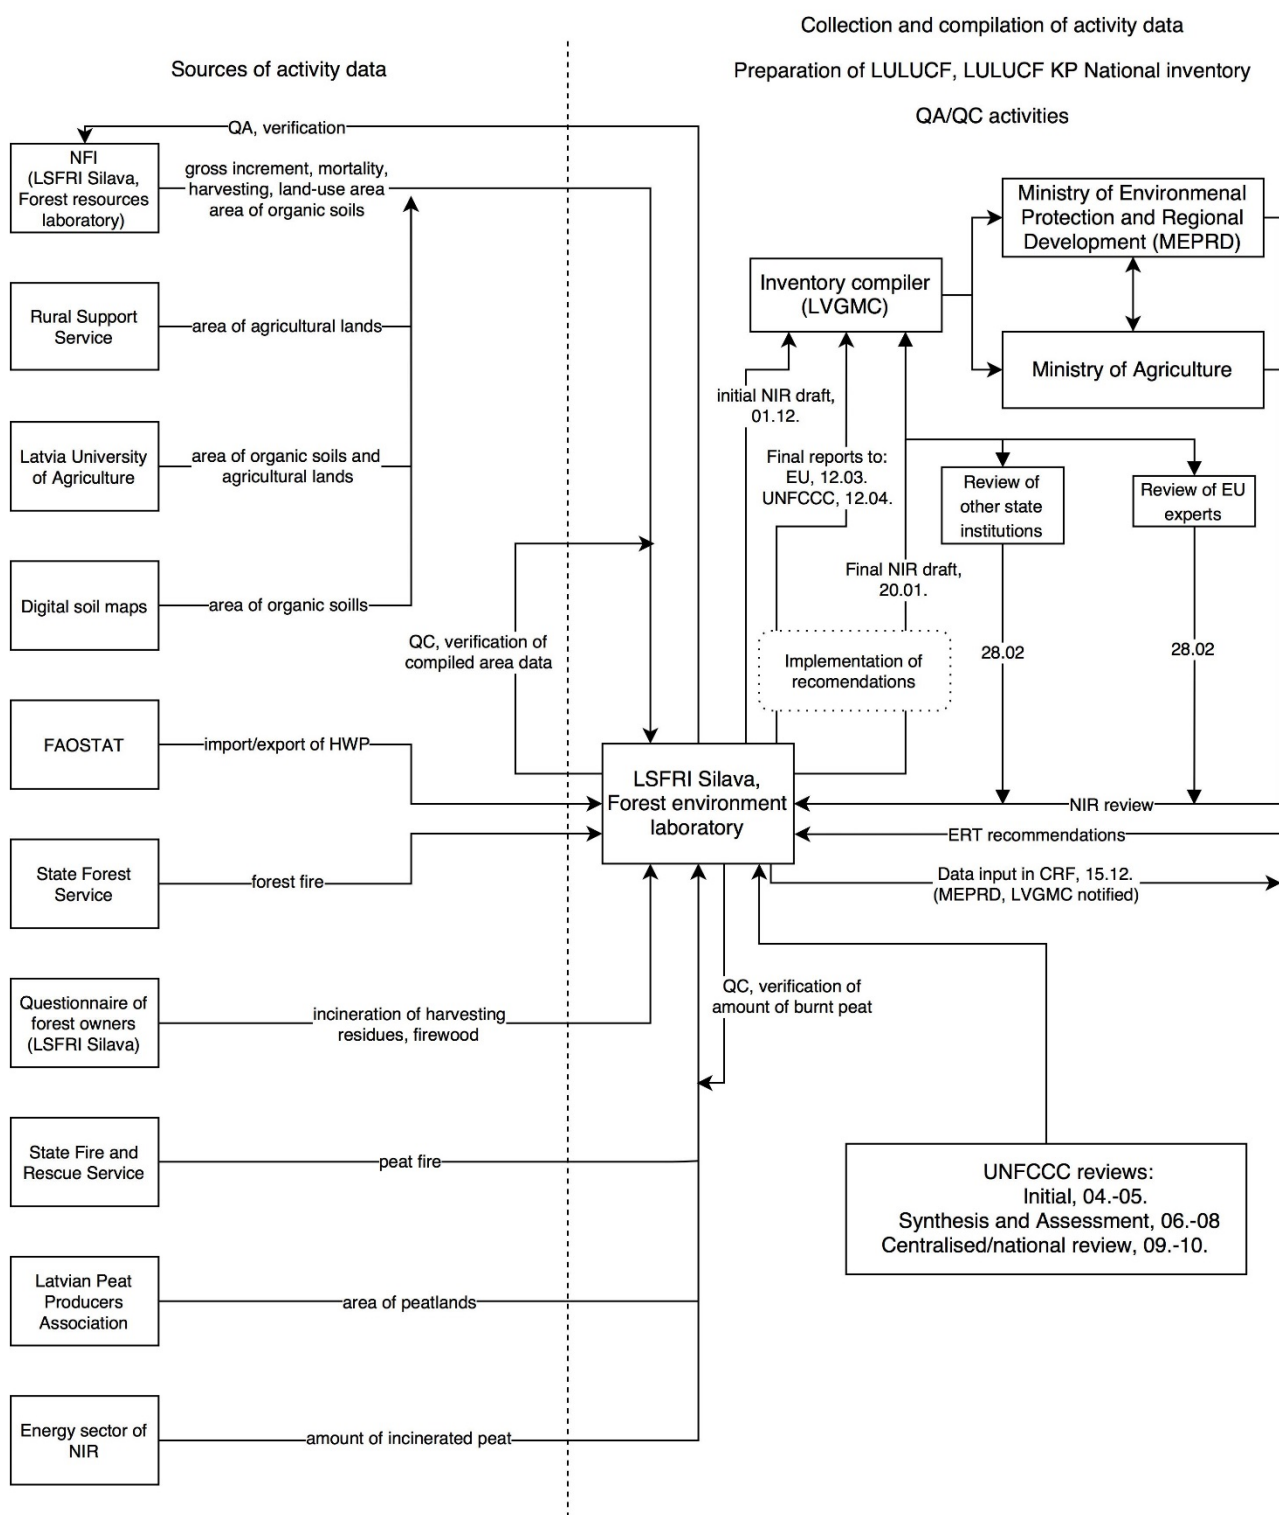 Collection and compilation of activity data
Sources of activity data
Preparation of LULUCF, LULUCF KP National inventory
QA/QC activities
QA, verification
NFI
(LSFRI Silava,
Forest resources
laboratory)
gross increment, mortality,
harvesting, land-use area
area of organic soils
Rural Support
Service
area of agricultural lands
Latvia University
of Agriculture
area of organic soils and
agricultural lands
Digital soil maps
area of organic soills
QC, verification of
compiled area data
FAOSTAT
import/export of HWP
State Forest
Service
forest fire
Questionnaire of
forest owners
(LSFRI Silava)
incineration of harvesting
residues, firewood
State Fire and
Rescue Service
peat fire
Latvian Peat
Producers
Association
area of peatlands
Energy sector of
NIR
amount of incinerated peat
Ministry of Environmenal
Protection and Regional
Development (MEPRD)
Inventory compiler
(LVGMC)
Ministry of Agriculture
initial NIR draft,
01.12.
Final reports to:
EU, 12.03.
UNFCCC, 12.04.
Review of
other state
institutions
Review of EU
experts
Final NIR draft,
20.01.
28.02
28.02
Implementation of
recomendations
LSFRI Silava,
Forest environment
laboratory
NIR review
ERT recommendations
Data input in CRF, 15.12.
(MEPRD, LVGMC notified)
QC, verification of
amount of burnt peat
UNFCCC reviews:
Initial, 04.-05.
Synthesis and Assessment, 06.-08
Centralised/national review, 09.-10.